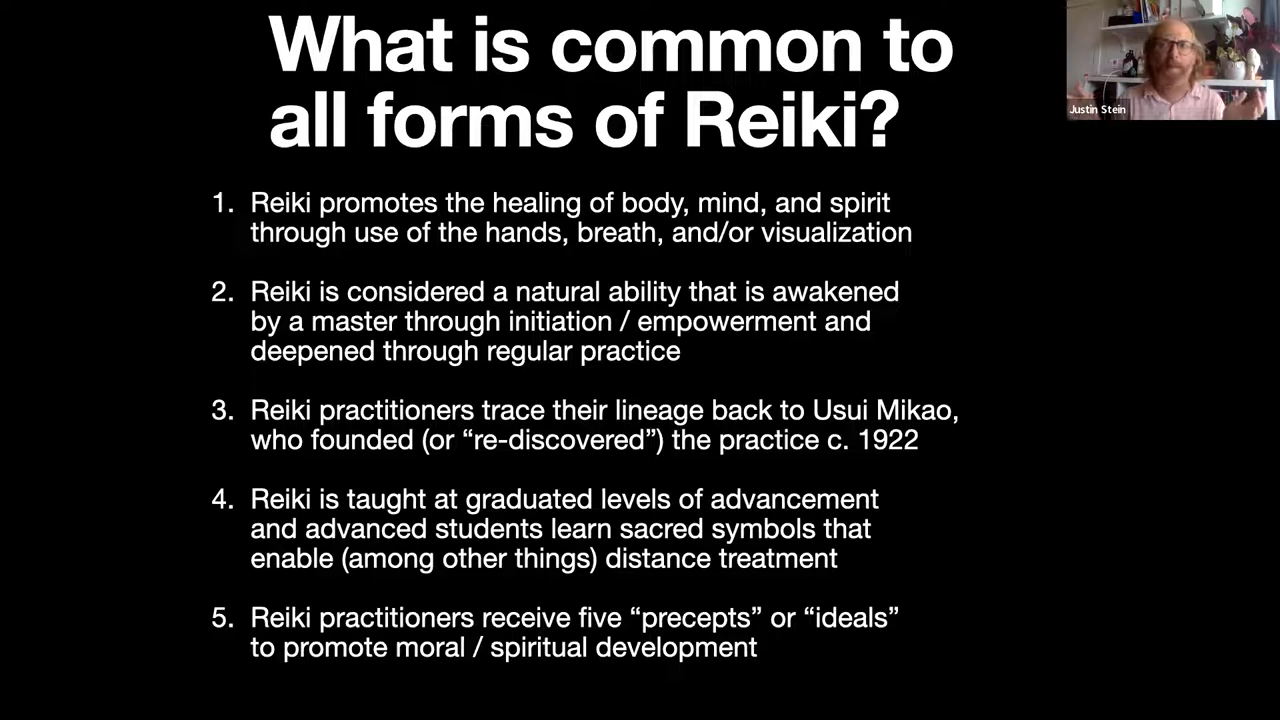 What is common to
all forms of Reiki?
Justin Stein
1. Reiki promotes the healing of body, mind, and spirit
through use of the hands, breath, and/or visualization
2. Reiki is considered a natural ability that is awakened
by a master through initiation / empowerment and
deepened through regular practice
3. Reiki practitioners trace their lineage back to Usui Mikao,
who founded (or “re-discovered”) the practice c. 1922
4. Reiki is taught at graduated levels of advancement
and advanced students learn sacred symbols that
enable (among other things) distance treatment
5. Reiki practitioners receive five “precepts” or “ideals”
to promote moral / spiritual development